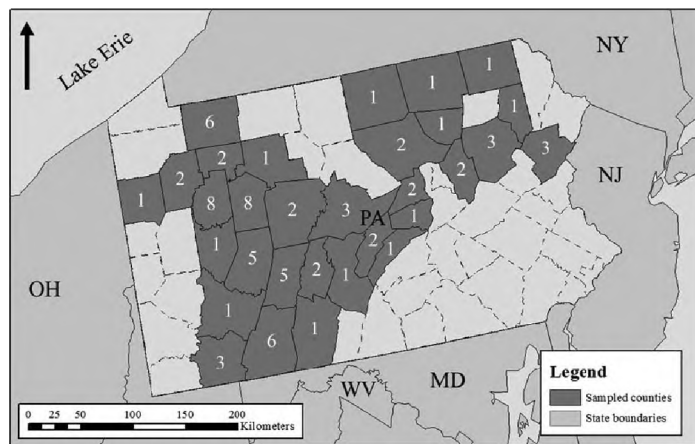 NY
Lake Erie
1
1
1
6
1
1
2
3
2
1
2
3
2
2
1
8
8
2
3
PA
1
2
1
1
5
5
2
1
NJ
OH
1
3
6
1
WV
MD
Legend
Sampled counties
State boundaries
0 25 50 100 150 200
Kilometers